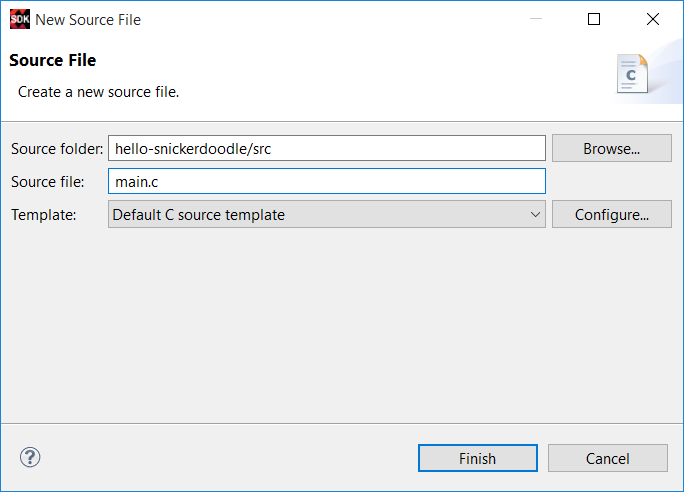 SDK New Source File
Source File
Create a new source file.
C
Source folder: hello-snickerdoodle/src Browse...
Source file: main.c
Template: Default C source template Configure...
? Finish Cancel